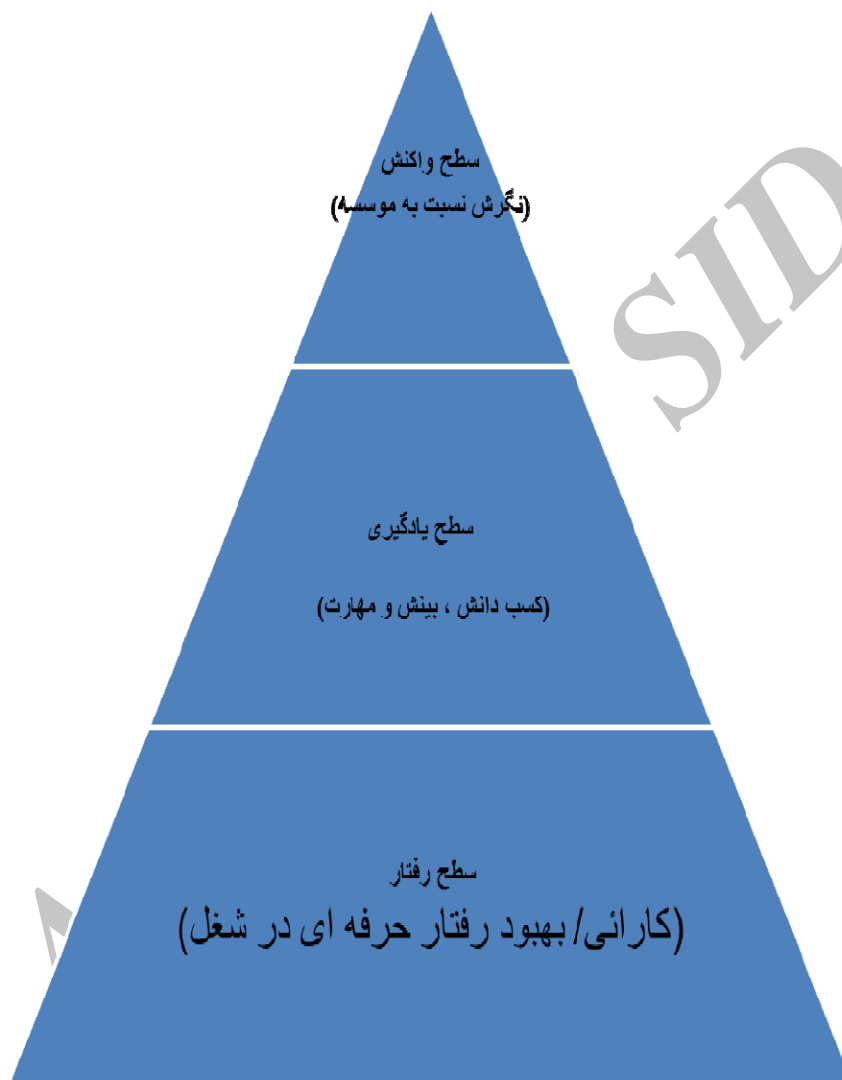 سطح واکنش
(نگرش نسبت به موسسه)
سطح یادگیری
(کسب دانش ، بینش و مهارت)
سطح رفتار
(کارائی/ بهبود رفتار حرفه ای در شغل)
SID